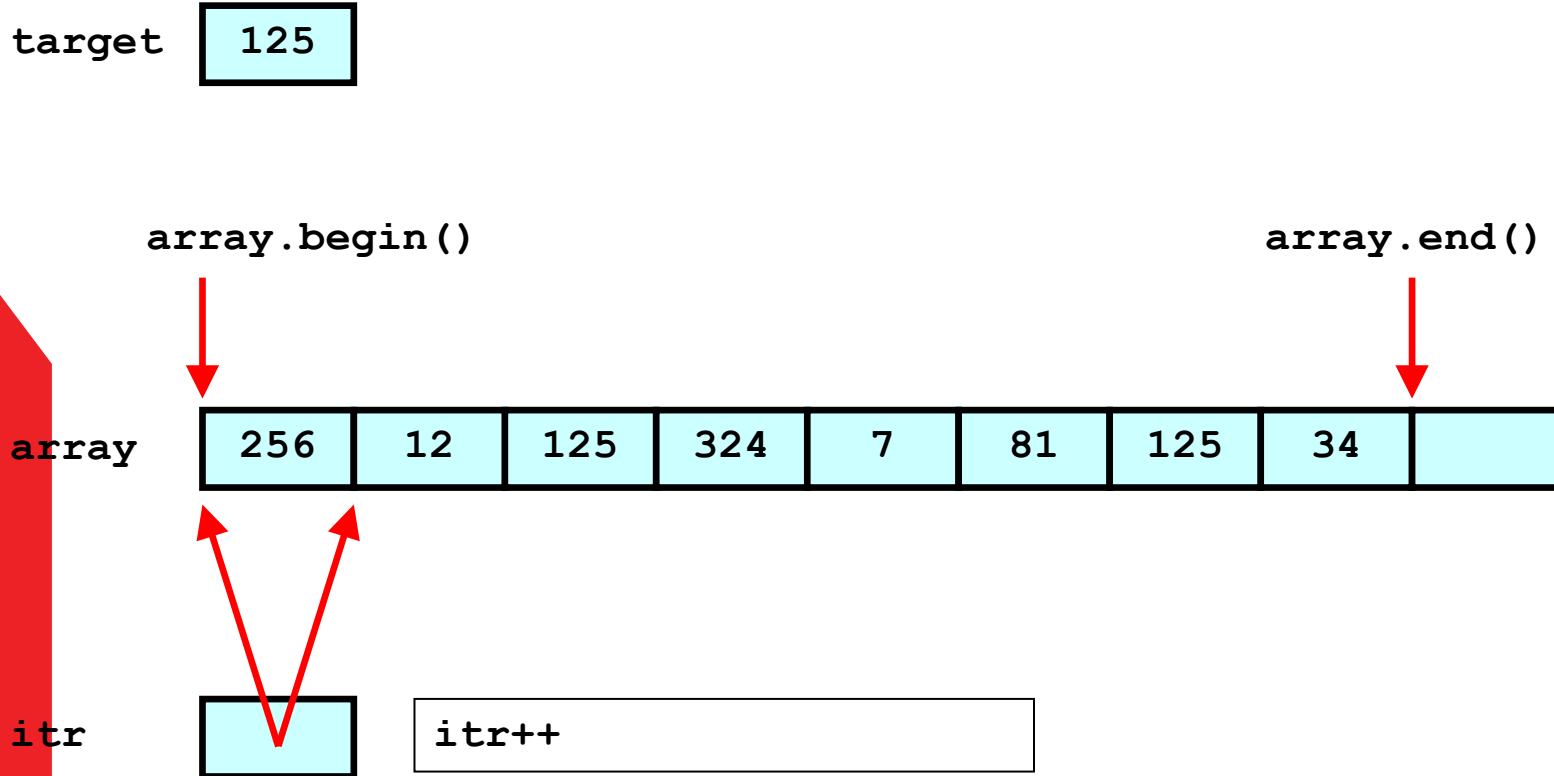 target 125
array.begin() array.end()
array 256 12 125 324 7 81 125 34
itr itr++